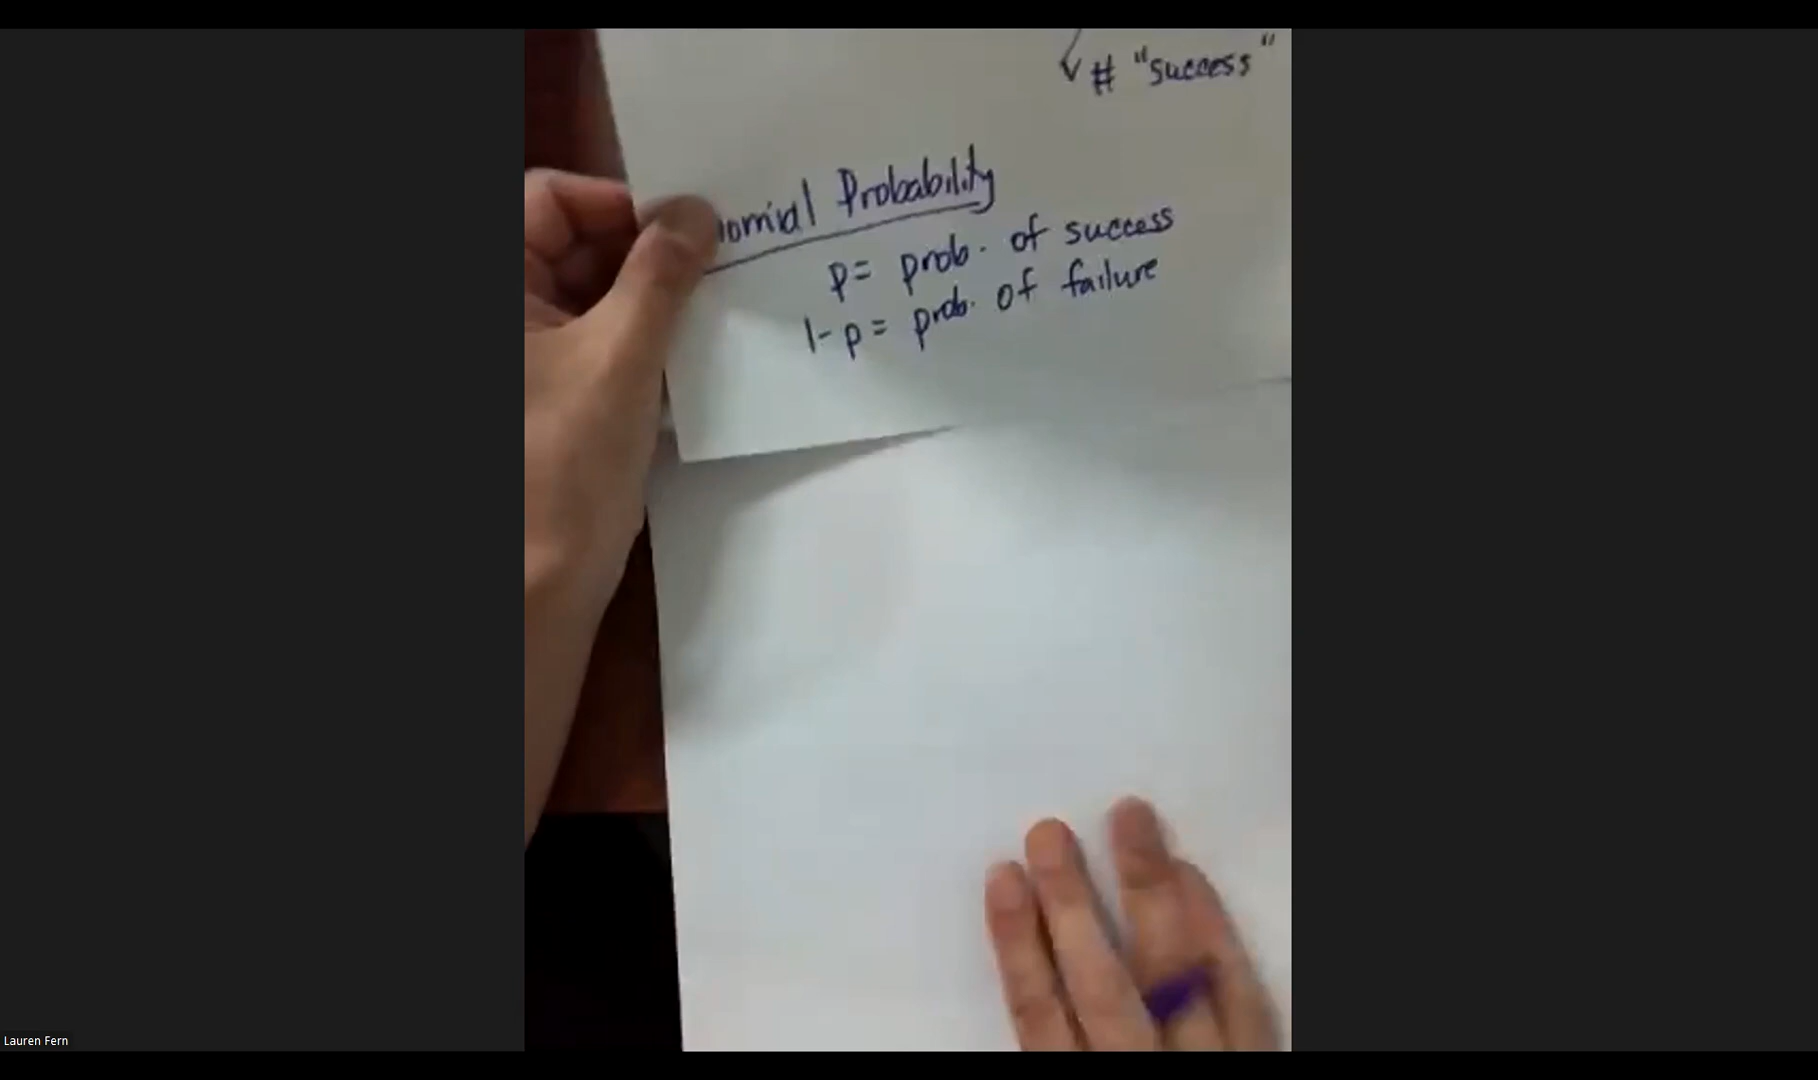 # "success"
nomial Probability
p = prob. of success
1-p = prob. of failure
Lauren Fern